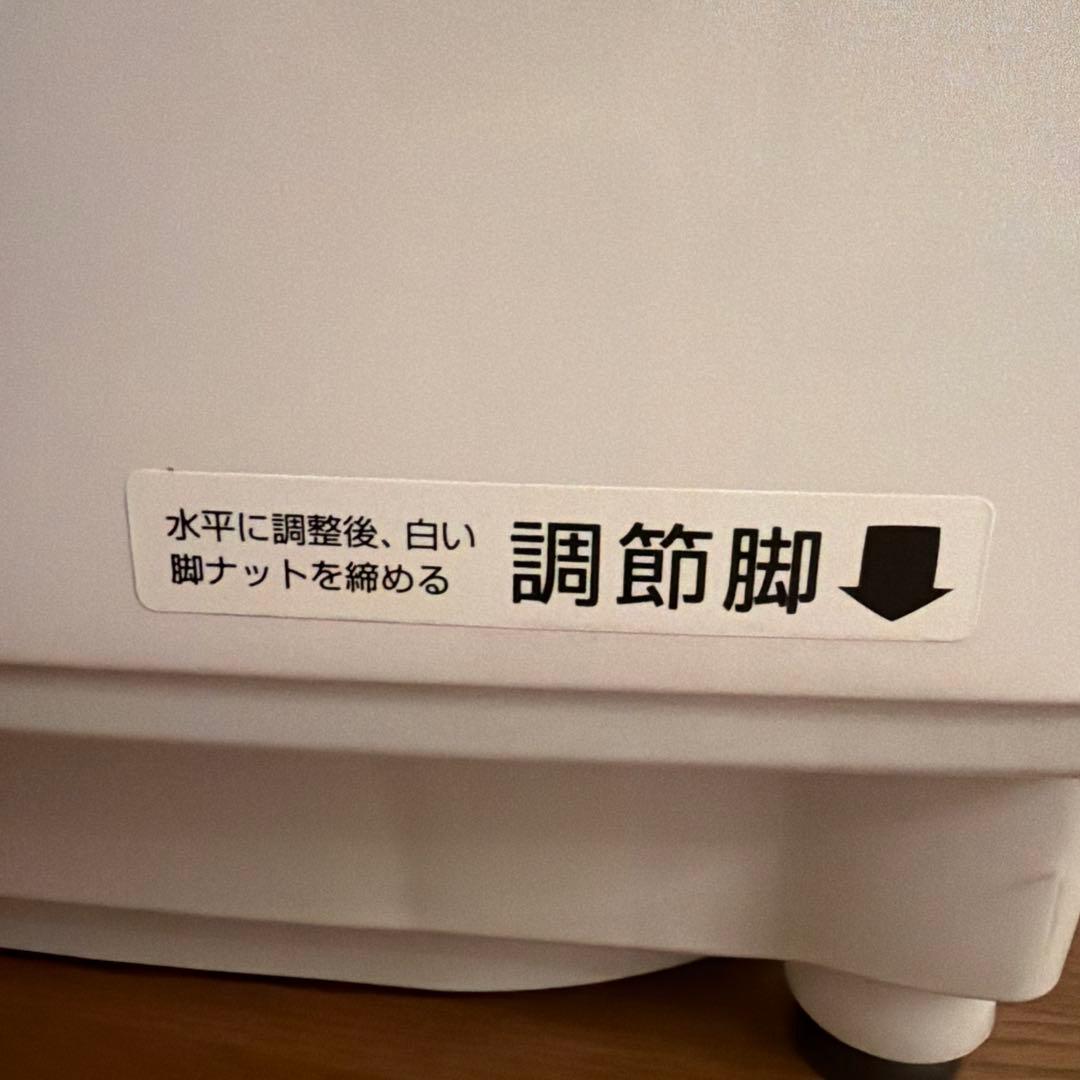 水平に調整後、白い
脚ナットを締める
調節脚